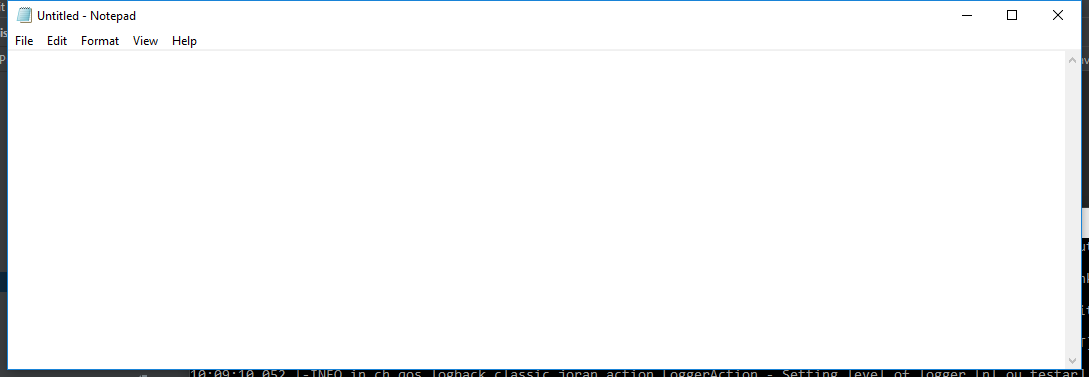 Untitled - Notepad
File Edit Format View Help
10:09:10,052 |-INFO in ch.qos.logback.classic.joran.action.LoggerAction - Setting level of logger [nl.ou.testar